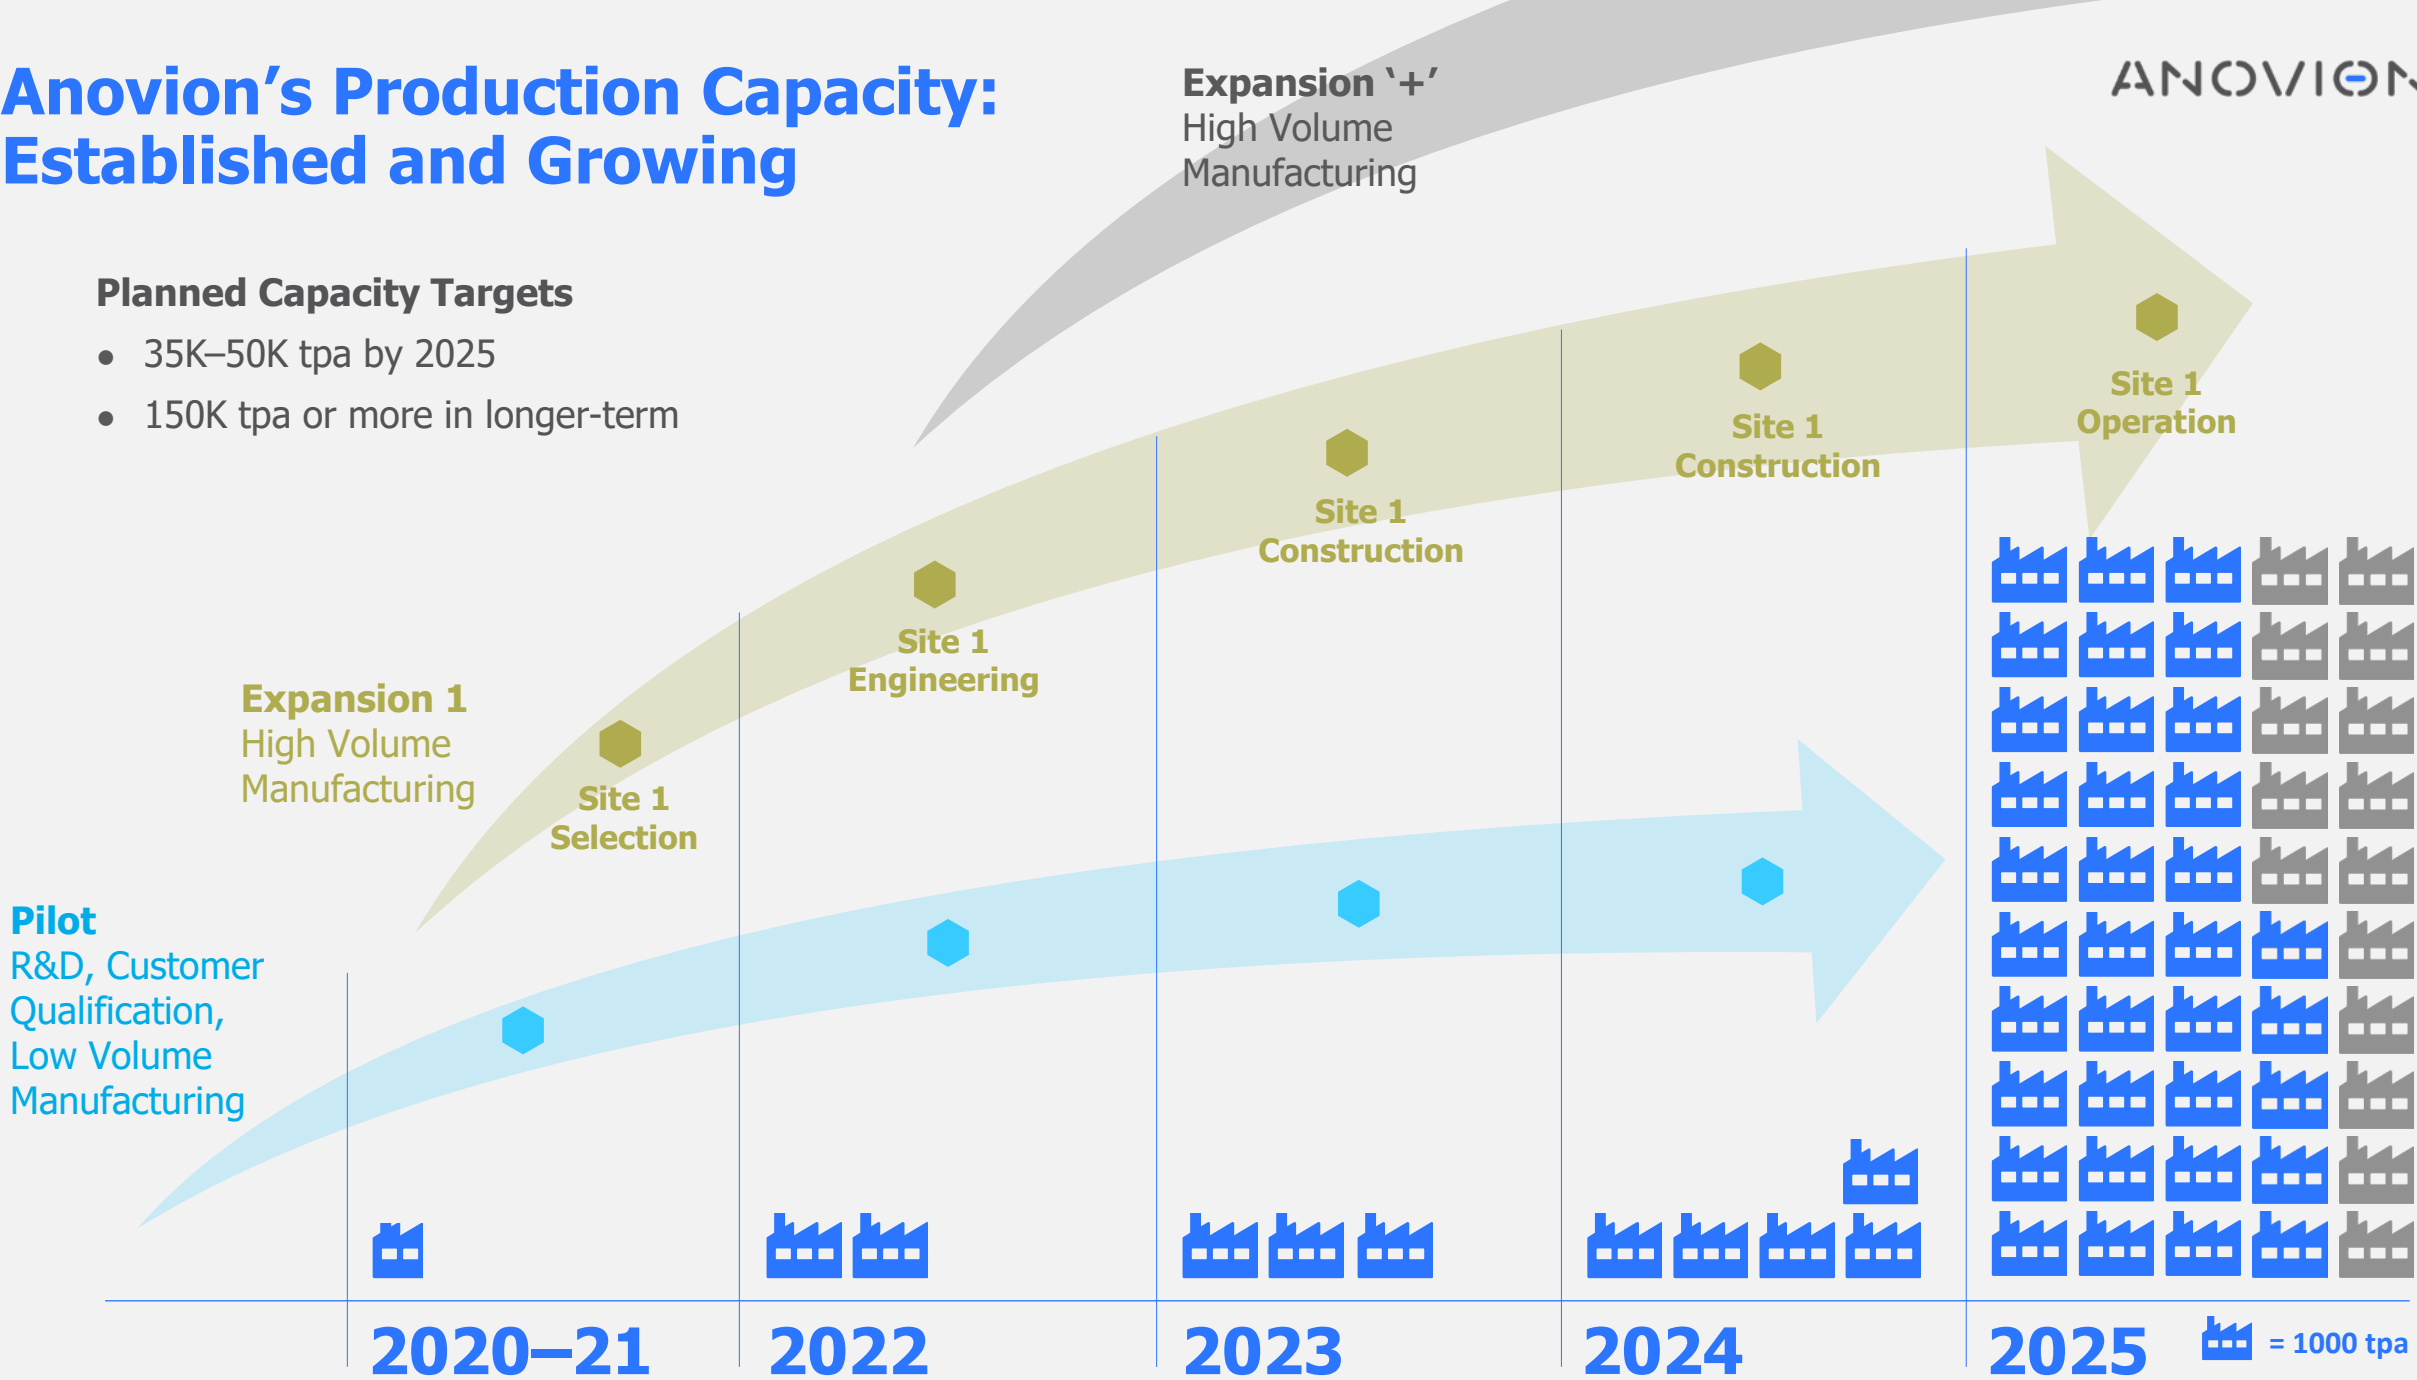 Anovion’s Production Capacity:
Established and Growing
Expansion ‘+’
High Volume
Manufacturing
ANOVION
Planned Capacity Targets
● 35K–50K tpa by 2025
● 150K tpa or more in longer-term
Site 1
Operation
Site 1
Construction
Site 1
Construction
Site 1
Engineering
Expansion 1
High Volume
Manufacturing
Site 1
Selection
Pilot
R&D, Customer
Qualification,
Low Volume
Manufacturing
2020–21
2022
2023
2024
2025
= 1000 tpa